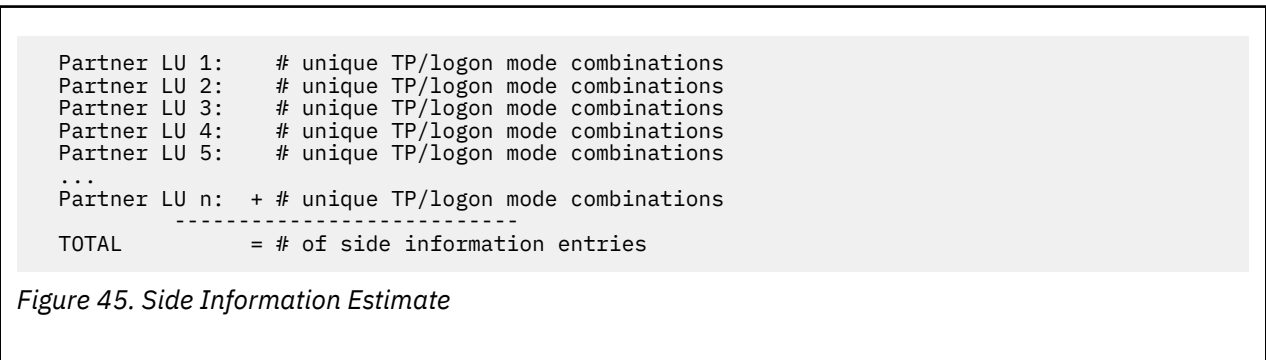 Partner LU 1:    # unique TP/logon mode combinations
Partner LU 2:    # unique TP/logon mode combinations
Partner LU 3:    # unique TP/logon mode combinations
Partner LU 4:    # unique TP/logon mode combinations
Partner LU 5:    # unique TP/logon mode combinations
...
Partner LU n:  + # unique TP/logon mode combinations
---------------------------
TOTAL          = # of side information entries
Figure 45. Side Information Estimate